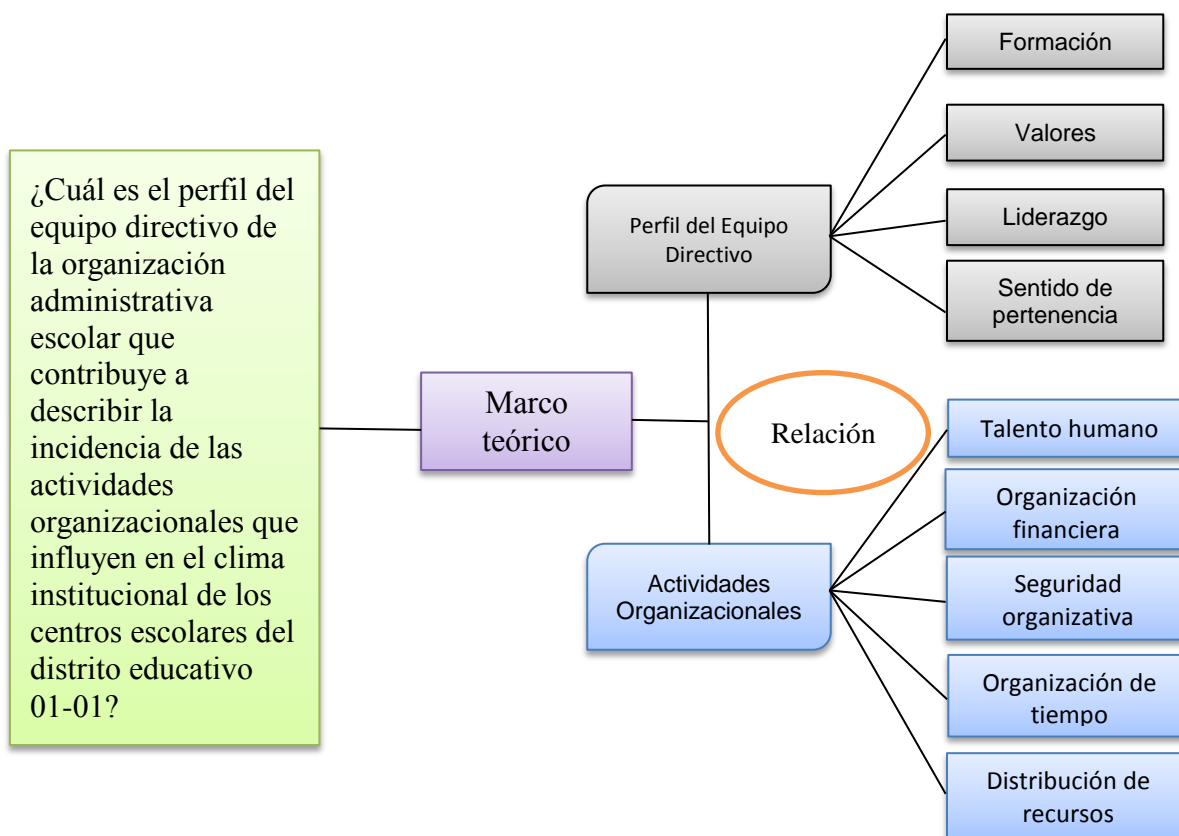 ¿Cuál es el perfil del
equipo directivo de
la organización
administrativa
escolar que
contribuye a
describir la
incidencia de las
actividades
organizacionales que
influyen en el clima
institucional de los
centros escolares del
distrito educativo
01-01?
Marco
teórico
Perfil del Equipo
Directivo
Formación
Valores
Liderazgo
Sentido de
pertenencia
Relación
Actividades
Organizacionales
Talento humano
Organización
financiera
Seguridad
organizativa
Organización de
tiempo
Distribución de
recursos